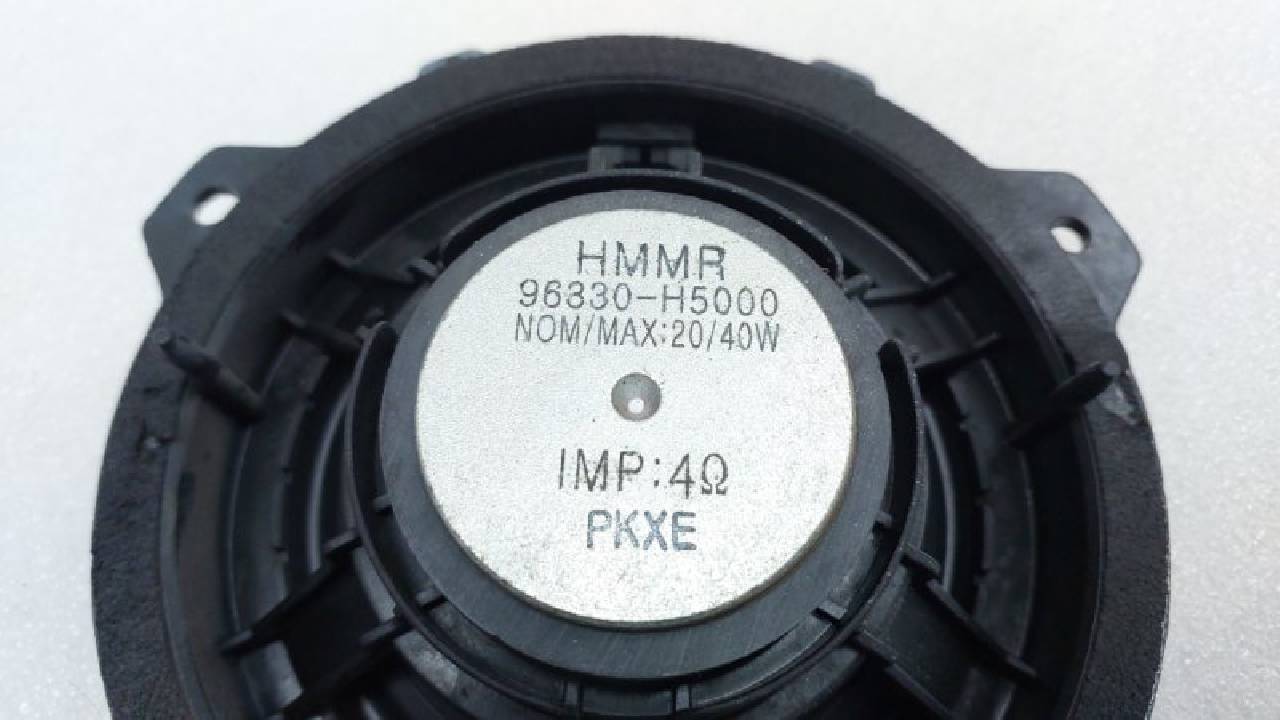 HMMR
96330-H5000
NOM/MAX:20/40W
IMP:4Ω
PKXE